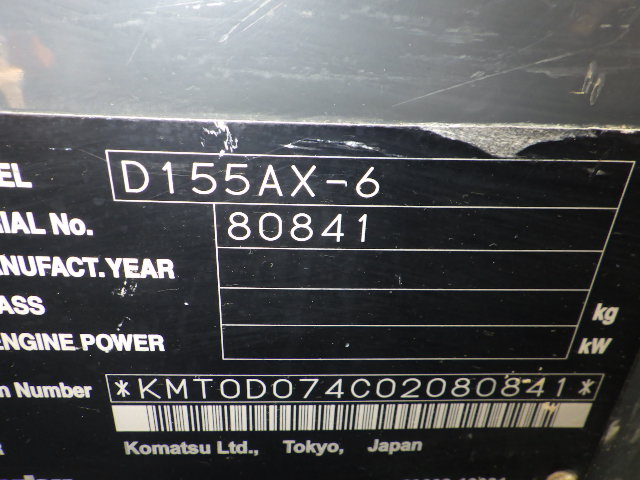 EL D155AX-6
IAL No. 80841
NUFACT.YEAR
ASS kg
ENGINE POWER kW
n Number *KMT0D074C02080841*
R Komatsu Ltd., Tokyo, Japan